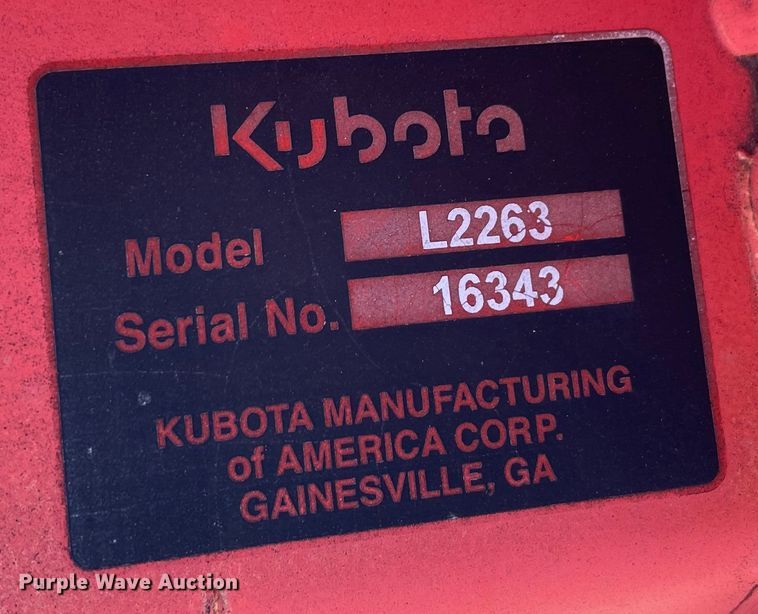 Kubota
Model L2263
Serial No. 16343
KUBOTA MANUFACTURING
of AMERICA CORP.
GAINESVILLE, GA
Purple Wave Auction